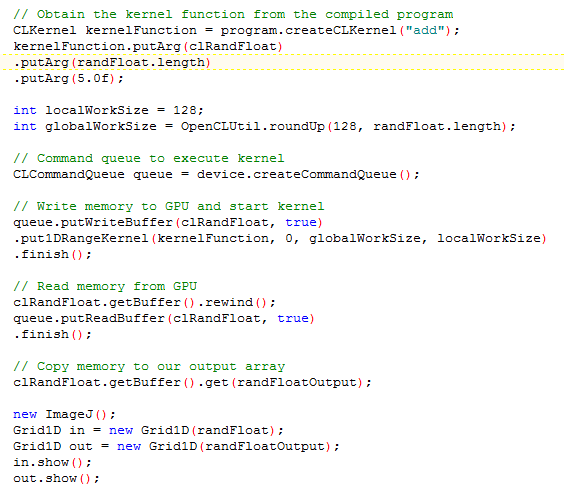 // Obtain the kernel function from the compiled program
CLKernel kernelFunction = program.createCLKernel("add");
kernelFunction.putArg(clRandFloat)
.putArg(randFloat.length)
.putArg(5.0f);
int localWorkSize = 128;
int globalWorkSize = OpenCLUtil.roundUp(128, randFloat.length);
// Command queue to execute kernel
CLCommandQueue queue = device.createCommandQueue();
// Write memory to GPU and start kernel
queue.putWriteBuffer(clRandFloat, true)
.put1DRangeKernel(kernelFunction, 0, globalWorkSize, localWorkSize)
.finish();
// Read memory from GPU
clRandFloat.getBuffer().rewind();
queue.putReadBuffer(clRandFloat, true)
.finish();
// Copy memory to our output array
clRandFloat.getBuffer().get(randFloatOutput);
new ImageJ();
Grid1D in = new Grid1D(randFloat);
Grid1D out = new Grid1D(randFloatOutput);
in.show();
out.show();